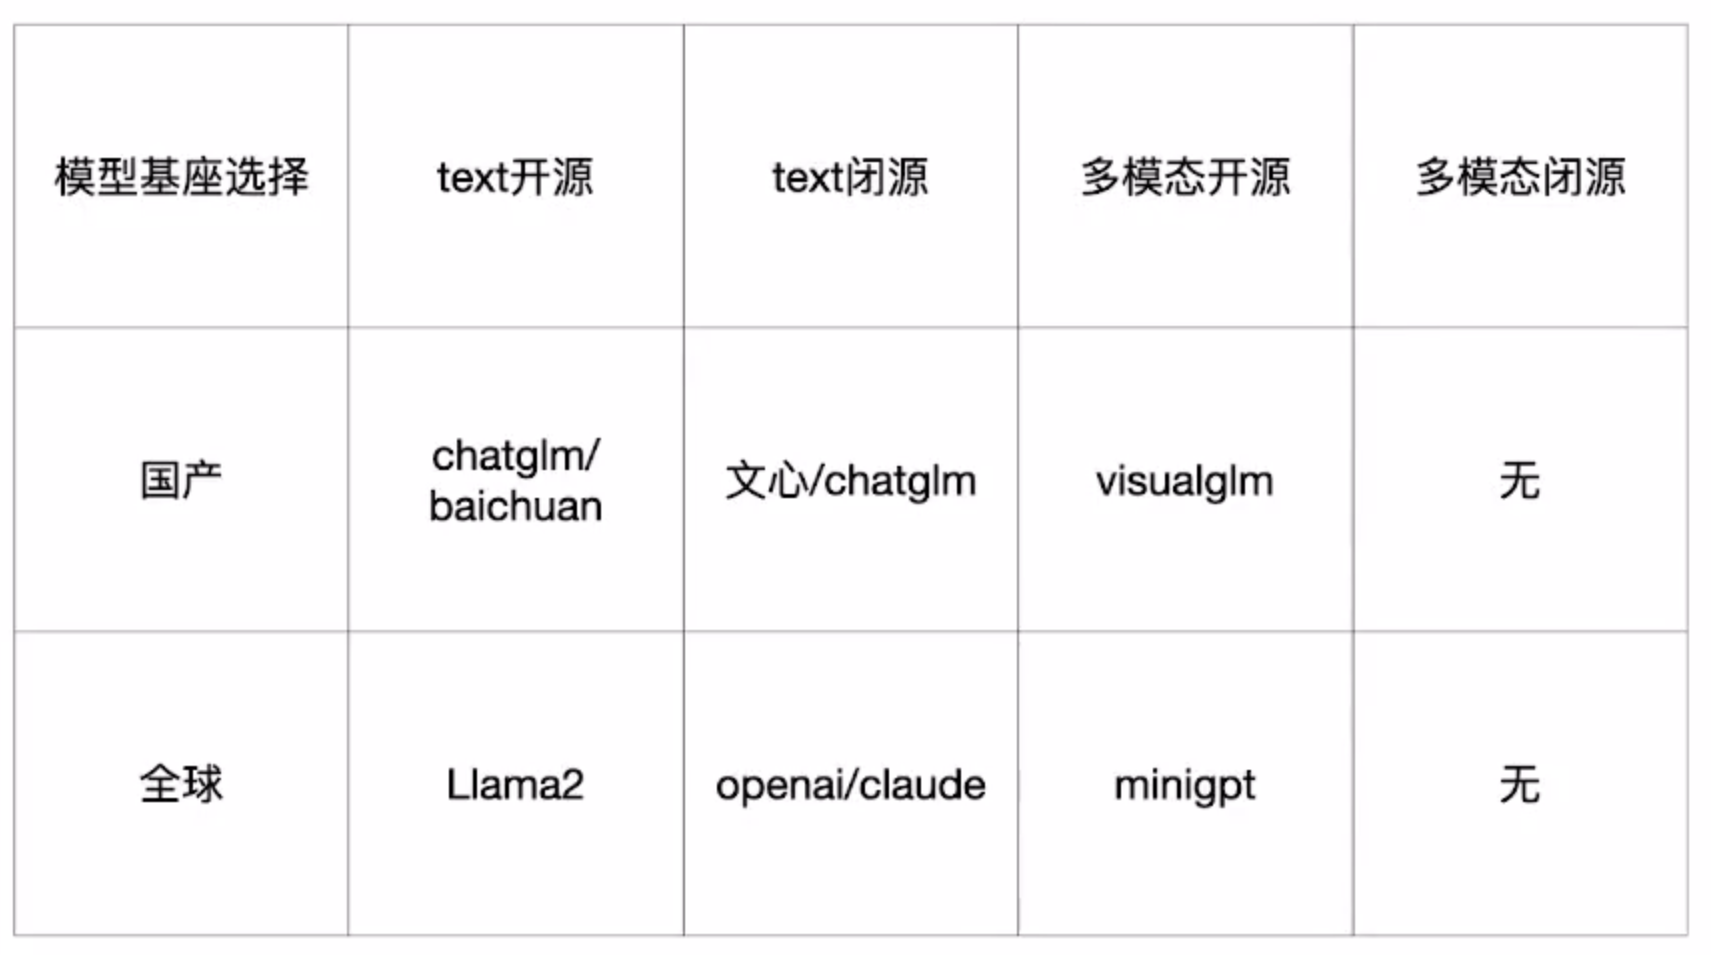 模型基座选择
text开源
text闭源
多模态开源
多模态闭源
国产
chatglm/
baichuan
文心/chatglm
visualglm
无
全球
Llama2
openai/claude
minigpt
无